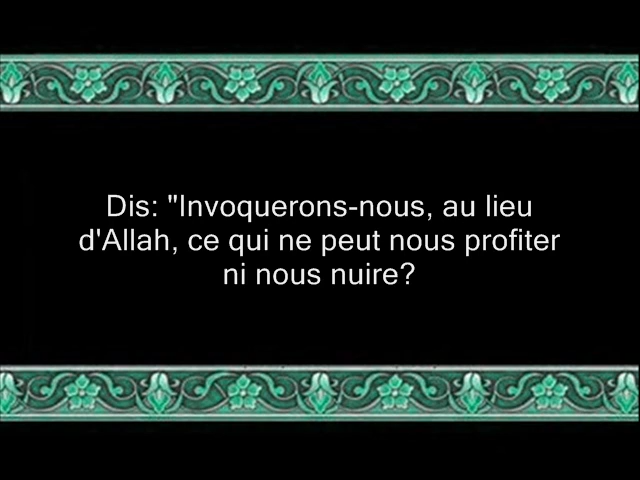 Dis: "Invoquerons-nous, au lieu
d'Allah, ce qui ne peut nous profiter
ni nous nuire?